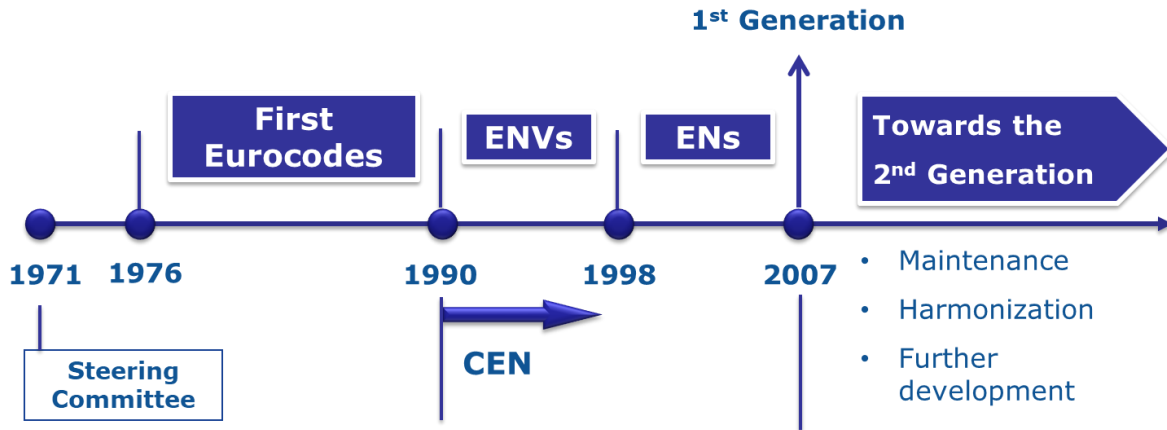 1st Generation
First
Eurocodes
ENVs
ENs
Towards the
2nd Generation
1971
1976
1990
1998
2007
Steering
Committee
CEN
• Maintenance
• Harmonization
• Further
development